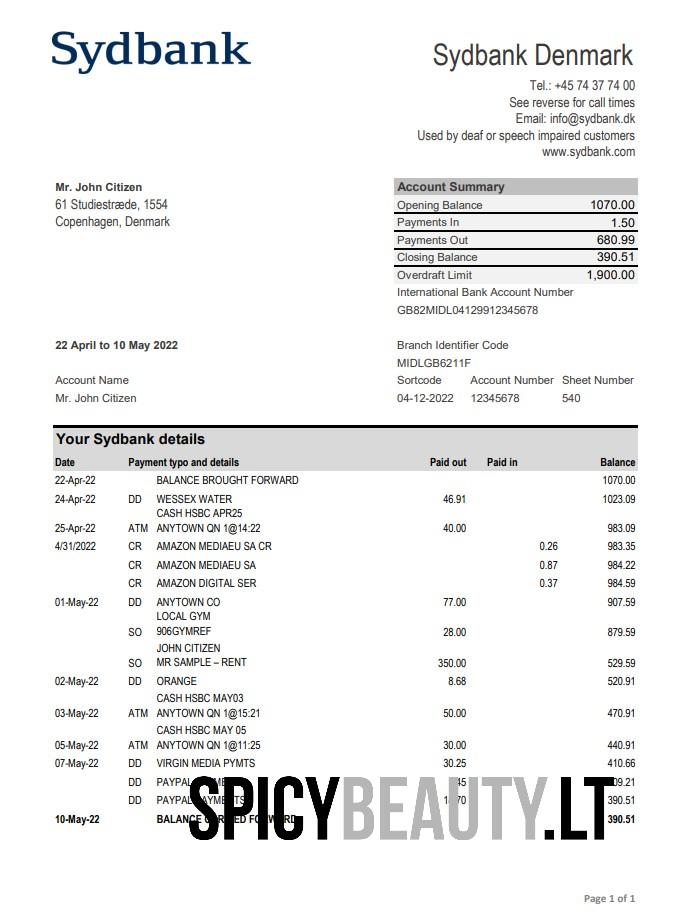 Sydbank
Sydbank Denmark
Tel.: +45 74 37 74 00
See reverse for call times
Email: info@sydbank.dk
Used by deaf or speech impaired customers
www.sydbank.com
Mr. John Citizen
61 Studiestræde, 1554
Copenhagen, Denmark
Account Summary
Opening Balance 1070.00
Payments In 1.50
Payments Out 680.99
Closing Balance 390.51
Overdraft Limit 1,900.00
International Bank Account Number
GB82MIDL04129912345678
22 April to 10 May 2022
Branch Identifier Code
MIDLGB6211F
Account Name
Mr. John Citizen
Sortcode Account Number Sheet Number
04-12-2022 12345678 540
Your Sydbank details
Date Payment typo and details Paid out Paid in Balance
22-Apr-22 BALANCE BROUGHT FORWARD 1070.00
24-Apr-22 DD WESSEX WATER 46.91 1023.09
CASH HSBC APR25
25-Apr-22 ATM ANYTOWN QN 1@14:22 40.00 983.09
4/31/2022 CR AMAZON MEDIAEU SA CR 0.26 983.35
CR AMAZON MEDIAEU SA 0.87 984.22
CR AMAZON DIGITAL SER 0.37 984.59
01-May-22 DD ANYTOWN CO 77.00 907.59
LOCAL GYM
SO 906GYMREF 28.00 879.59
JOHN CITIZEN
SO MR SAMPLE – RENT 350.00 529.59
02-May-22 DD ORANGE 8.68 520.91
CASH HSBC MAY03
03-May-22 ATM ANYTOWN QN 1@15:21 50.00 470.91
CASH HSBC MAY 05
05-May-22 ATM ANYTOWN QN 1@11:25 30.00 440.91
07-May-22 DD VIRGIN MEDIA PYMTS 30.25 410.66
DD PAYPAL
DD PAYPAL PAYMENTS 390.51
10-May-22 BALANCE CARRIED FORWARD 390.51
SPICYBEAUTY.LT
Page 1 of 1